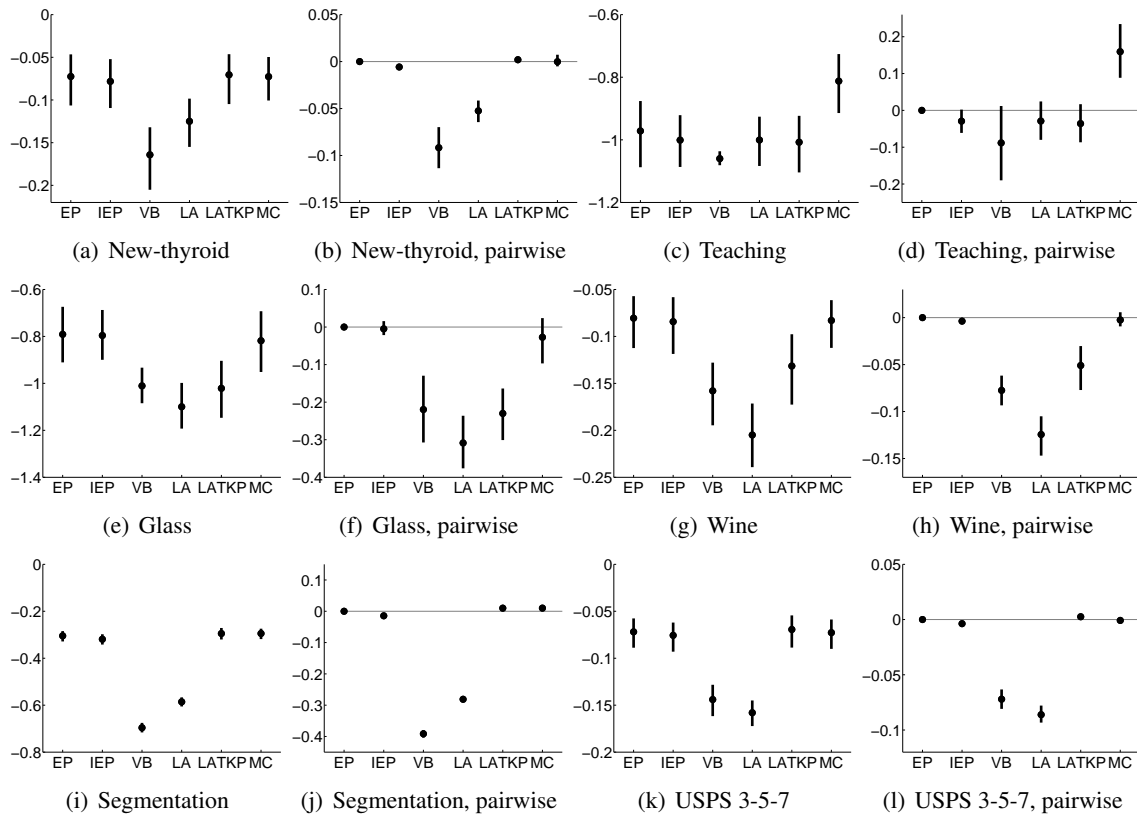 0
−0.05
−0.1
−0.15
−0.2
EP IEP VB LA LATKP MC
(a) New-thyroid
0.05
0
−0.05
−0.1
−0.15
EP IEP VB LA LATKP MC
(b) New-thyroid, pairwise
−0.6
−0.8
−1
−1.2
EP IEP VB LA LATKP MC
(c) Teaching
0.2
0.1
0
−0.1
−0.2
EP IEP VB LA LATKP MC
(d) Teaching, pairwise
−0.6
−0.8
−1
−1.2
−1.4
EP IEP VB LA LATKP MC
(e) Glass
0.1
0
−0.1
−0.2
−0.3
−0.4
EP IEP VB LA LATKP MC
(f) Glass, pairwise
−0.05
−0.1
−0.15
−0.2
−0.25
EP IEP VB LA LATKP MC
(g) Wine
0
−0.05
−0.1
−0.15
EP IEP VB LA LATKP MC
(h) Wine, pairwise
0
−0.2
−0.4
−0.6
−0.8
EP IEP VB LA LATKP MC
(i) Segmentation
0.1
0
−0.1
−0.2
−0.3
−0.4
EP IEP VB LA LATKP MC
(j) Segmentation, pairwise
0
−0.05
−0.1
−0.15
−0.2
EP IEP VB LA LATKP MC
(k) USPS 3-5-7
0.05
0
−0.05
−0.1
EP IEP VB LA LATKP MC
(l) USPS 3-5-7, pairwise